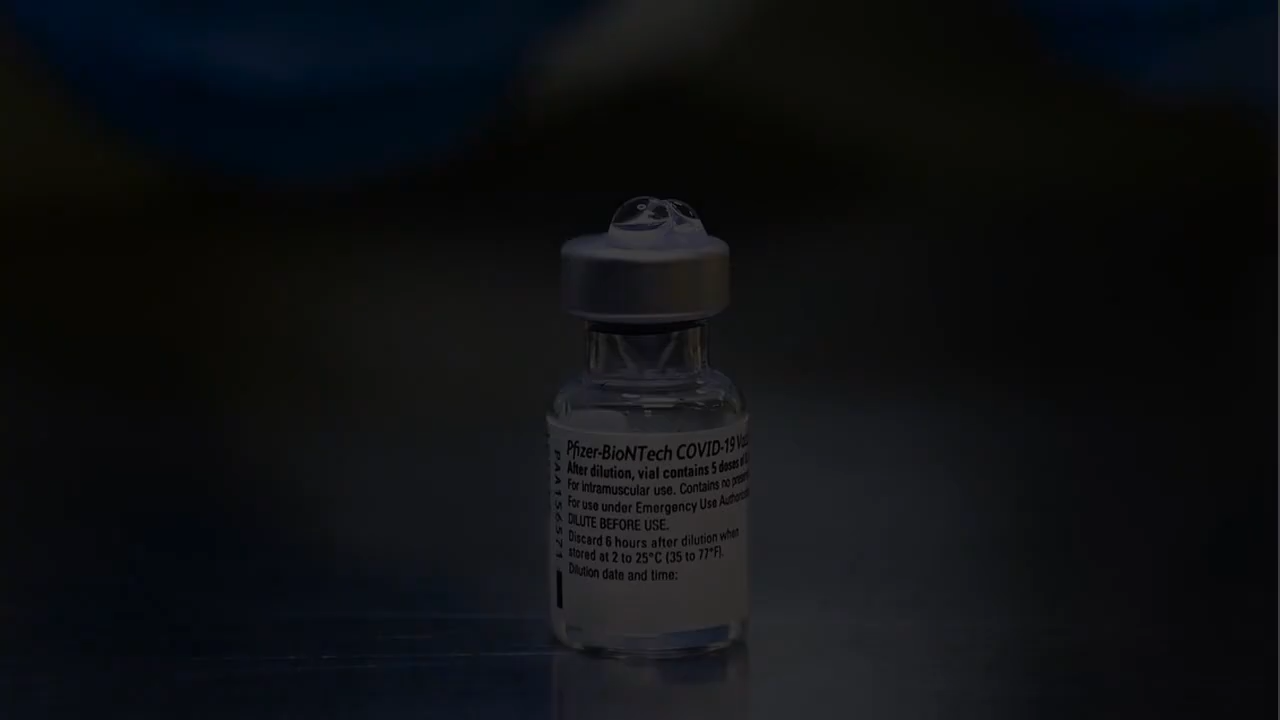 Pfizer-BioNTech COVID-19
After dilution, vial contains 5 doses of
For intramuscular use. Contains no
For use under Emergency Use
DILUTE BEFORE USE.
Discard 6 hours after dilution when
stored at 2 to 25°C (35 to 77°F).
Dilution date and time:
PAA156571